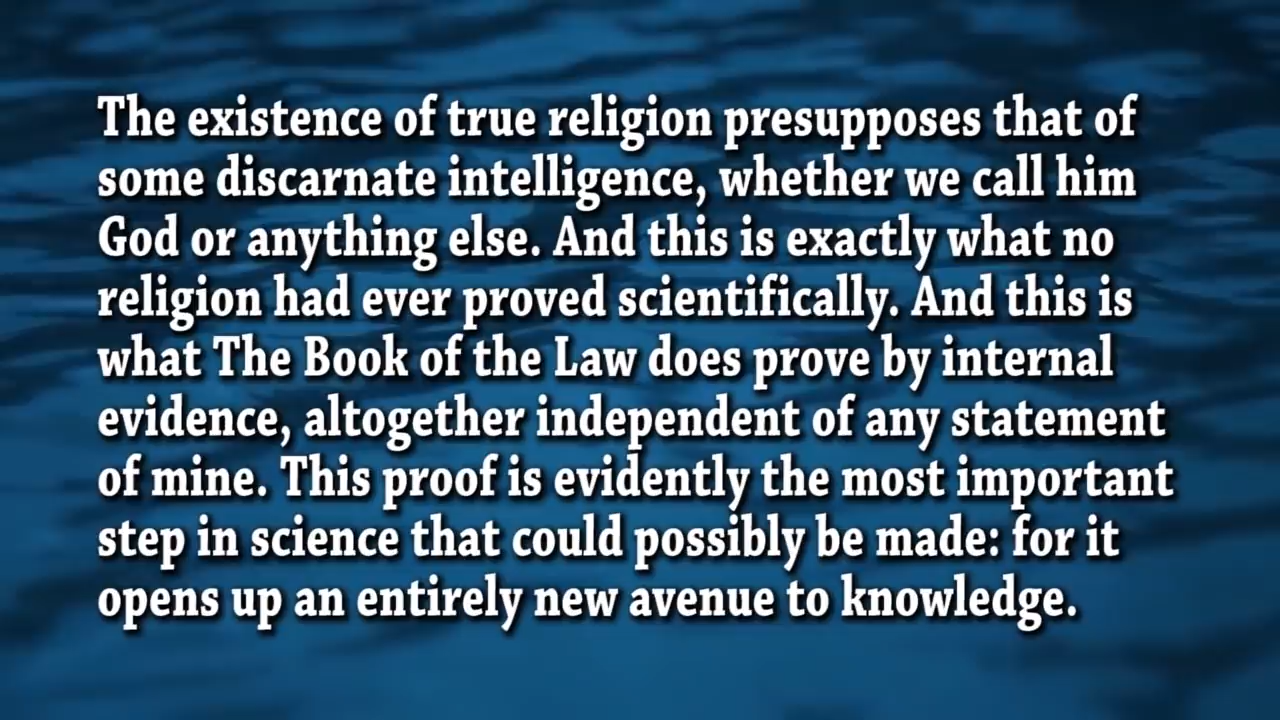 The existence of true religion presupposes that of
some discarnate intelligence, whether we call him
God or anything else. And this is exactly what no
religion had ever proved scientifically. And this is
what The Book of the Law does prove by internal
evidence, altogether independent of any statement
of mine. This proof is evidently the most important
step in science that could possibly be made: for it
opens up an entirely new avenue to knowledge.